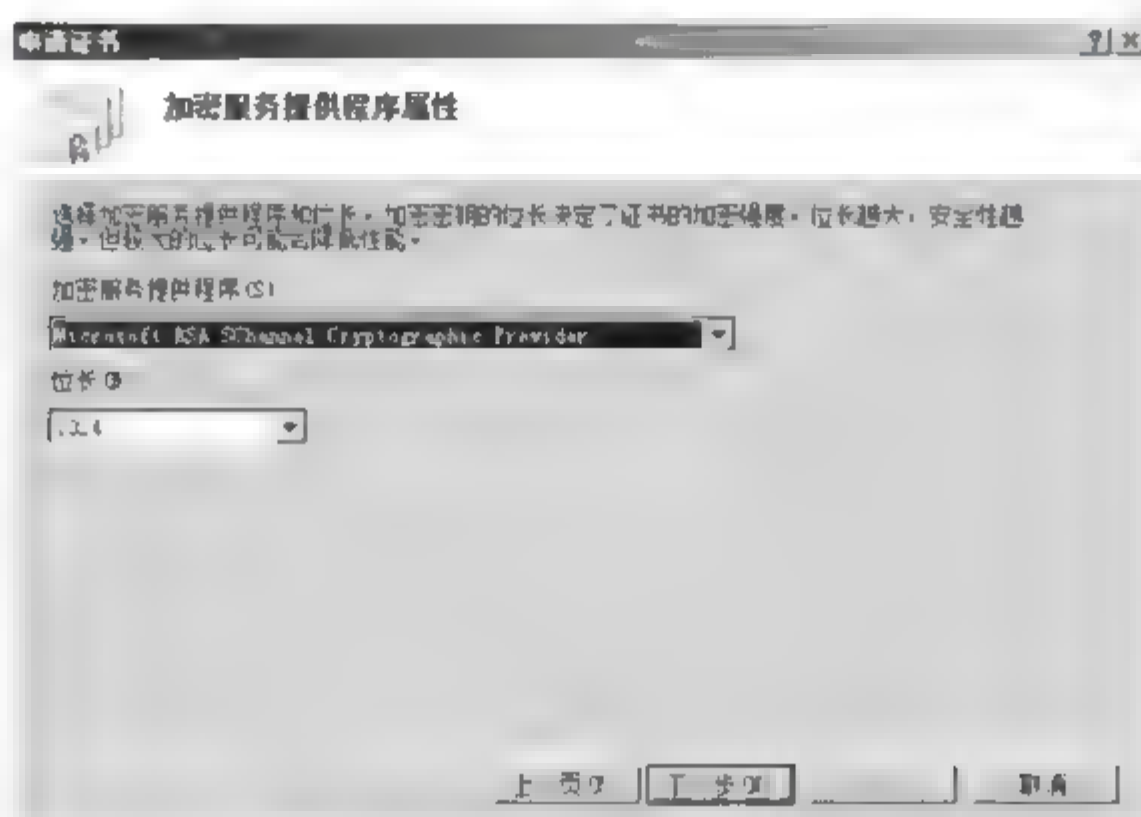 申请证书
加密服务提供程序属性
选择加密服务提供程序和位长。加密密钥的位长决定了证书的加密强度。位长越大，安全性越
强。但较大的位长可能会降低性能。
加密服务提供程序(S)
Microsoft RSA SChannel Cryptographic Provider
位长
上一页
下一步
取消